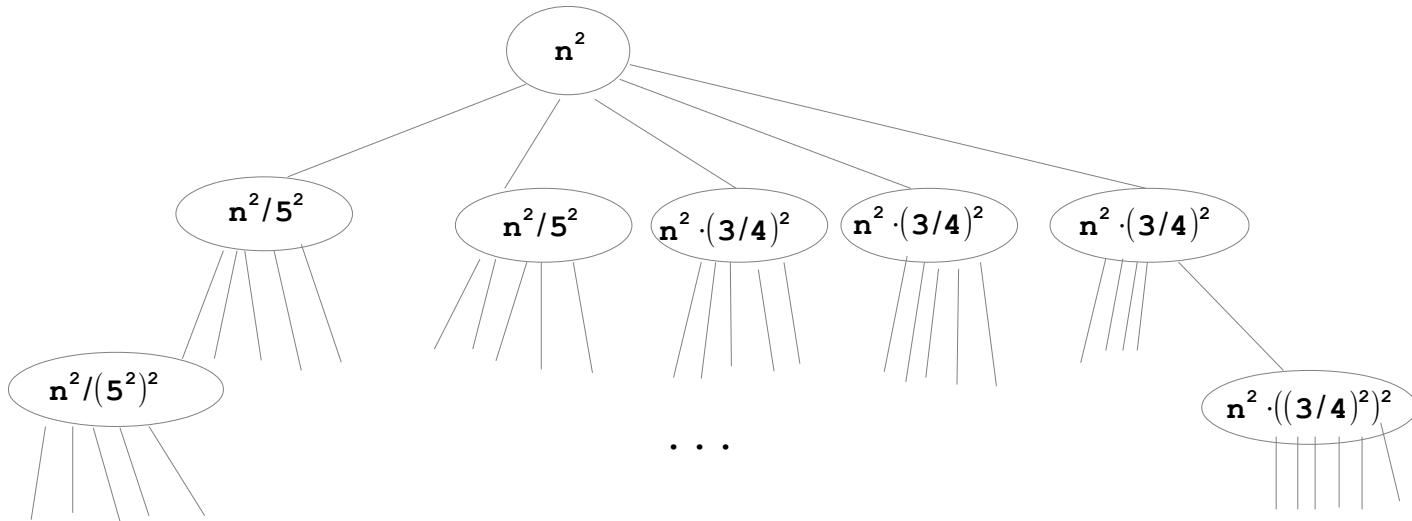 n²
n²/5² n²/5² n²·(3/4)² n²·(3/4)² n²·(3/4)²
n²/(5²)² n²·((3/4)²)²
...